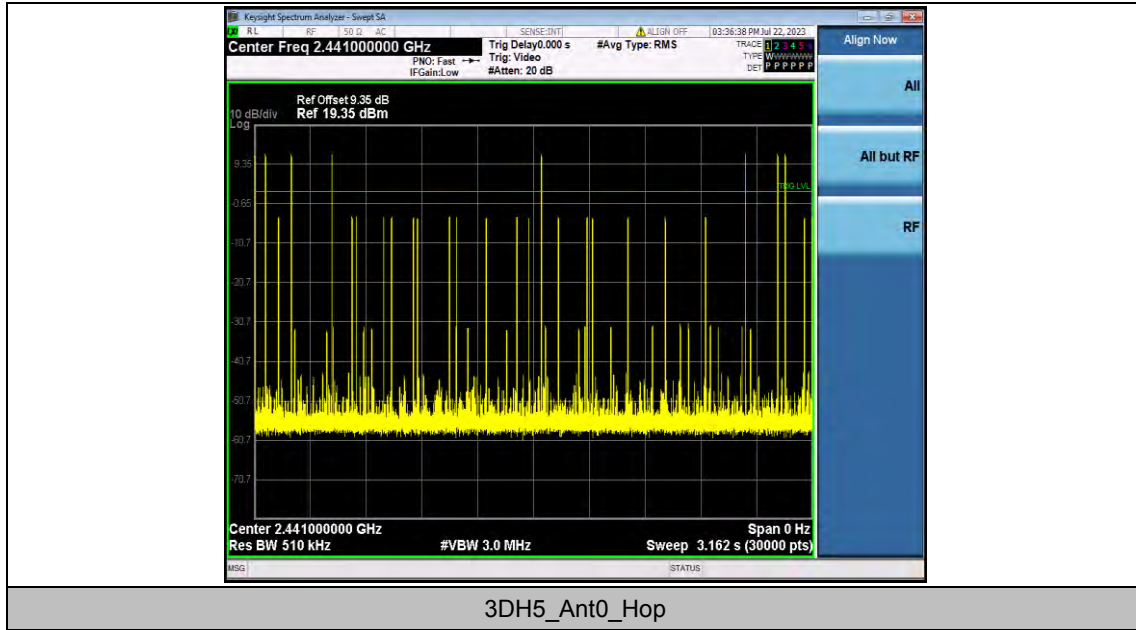 Keysight Spectrum Analyzer - Swept SA
RL RF 50 Ω AC SENSE:INT ALIGN OFF 03:36:38 PM Jul 22, 2023
Center Freq 2.441000000 GHz
Trig Delay0.000 s #Avg Type: RMS TRACE 1 2 3 4 5
PNO: Fast Trig: Video TYPE
IFGain:Low #Atten: 20 dB DET P P P P P P
Align Now
All
All but RF
RF
Ref Offset 9.35 dB
10 dB/div Ref 19.35 dBm
Log
9.35
TRIG LVL
-0.65
-10.7
-20.7
-30.7
-40.7
-50.7
-60.7
-70.7
Center 2.441000000 GHz Span 0 Hz
Res BW 510 kHz #VBW 3.0 MHz Sweep 3.162 s (30000 pts)
MSG STATUS
3DH5_Ant0_Hop